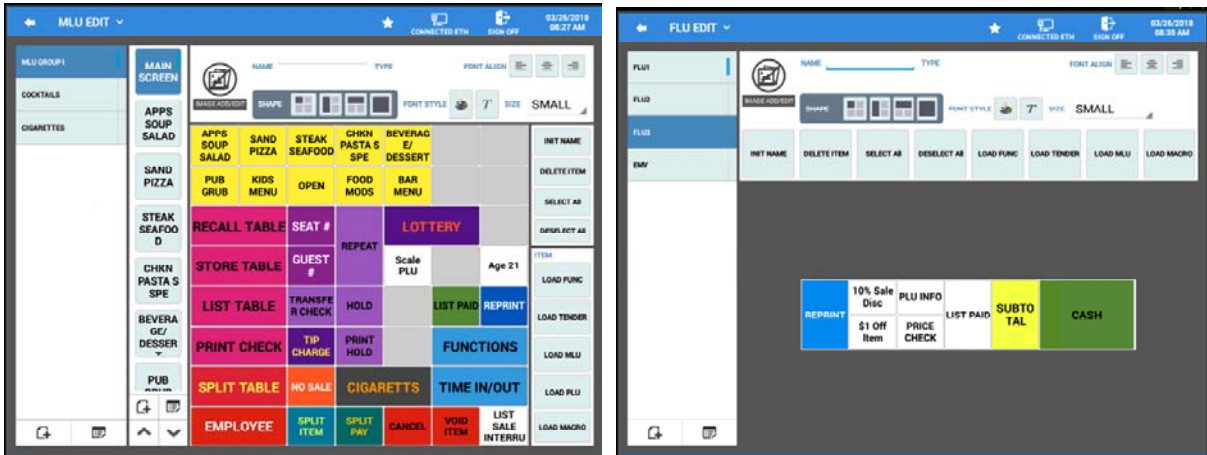 MLU EDIT
CONNECTED ETH
SIGN OFF
03/26/2018
08:27 AM
MLU GROUP1
COCKTAILS
CIGARETTES
MAIN
SCREEN
APPS
SOUP
SALAD
SAND
PIZZA
STEAK
SEAFOO
D
CHKN
PASTA S
SPE
BEVERA
GE/
DESSER
PUB
IMAGE ADD/EDIT
NAME
TYPE
FONT ALIGN
SHAPE
FONT STYLE
T
SIZE
SMALL
APPS
SOUP
SALAD
SAND
PIZZA
STEAK
SEAFOOD
CHKN
PASTA S
SPE
BEVERAG
E/
DESSERT
PUB
GRUB
KIDS
MENU
OPEN
FOOD
MODS
BAR
MENU
RECALL TABLE
SEAT #
REPEAT
LOTTERY
STORE TABLE
GUEST
#
Scale
PLU
Age 21
LIST TABLE
TRANSFE
R CHECK
HOLD
LIST PAID
REPRINT
PRINT CHECK
TIP
CHARGE
PRINT
HOLD
FUNCTIONS
SPLIT TABLE
NO SALE
CIGARETTS
TIME IN/OUT
EMPLOYEE
SPLIT
ITEM
SPLIT
PAY
CANCEL
VOID
ITEM
LIST
SALE
INTERRU
INIT NAME
DELETE ITEM
SELECT All
DESELECT All
ITEM
LOAD FUNC
LOAD TENDER
LOAD MLU
LOAD PLU
LOAD MACRO
FLU EDIT
CONNECTED ETH
SIGN OFF
03/26/2018
08:35 AM
FLU1
FLU2
FLU3
EMV
IMAGE ADD/EDIT
NAME
TYPE
FONT ALIGN
SHAPE
FONT STYLE
T
SIZE
SMALL
INIT NAME
DELETE ITEM
SELECT All
DESELECT All
LOAD FUNC
LOAD TENDER
LOAD MLU
LOAD MACRO
REPRINT
10% Sale
Disc
$1 Off
Item
PLU INFO
PRICE
CHECK
LIST PAID
SUBTO
TAL
CASH